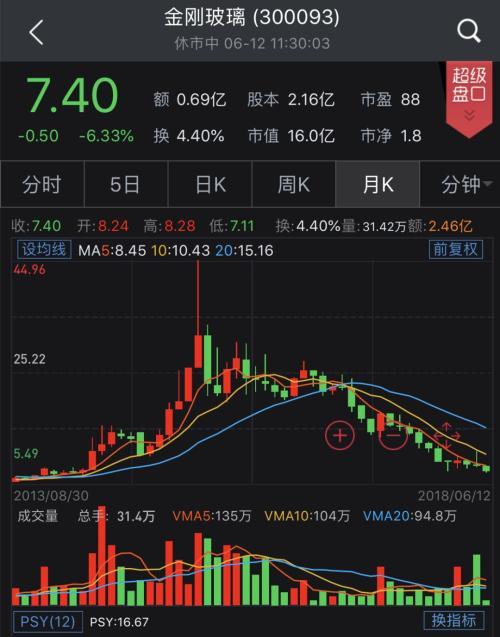 金刚玻璃 (300093)
休市中 06-12 11:30:03
7.40
-0.50 -6.33%
额 0.69亿 股本 2.16亿 市盈 88
换 4.40% 市值 16.0亿 市净 1.8
超级
盘口
分时 5日 日K 周K 月K 分钟
收:7.40 开:8.24 高:8.28 低:7.11 换:4.40% 量:31.42万 额:2.46亿
设均线 MA5:8.45 10:10.43 20:15.16 前复权
44.96
25.22
5.49
2013/08/30 2018/06/12
成交量 总手: 31.4万 VMA5:135万 VMA10:104万 VMA20:94.8万
PSY(12) PSY:16.67 换指标